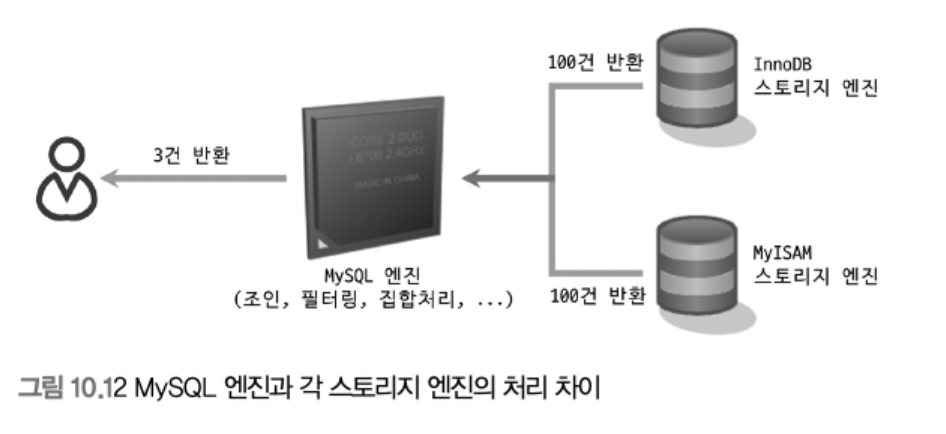 100건 반환
InnoDB
스토리지 엔진
3건 반환
CORE 2 DUO
L6700 2.4GHz
MADE IN CHINA
MySQL 엔진
(조인, 필터링, 집합처리, ...)
MyISAM
스토리지 엔진
100건 반환
그림 10.12 MySQL 엔진과 각 스토리지 엔진의 처리 차이